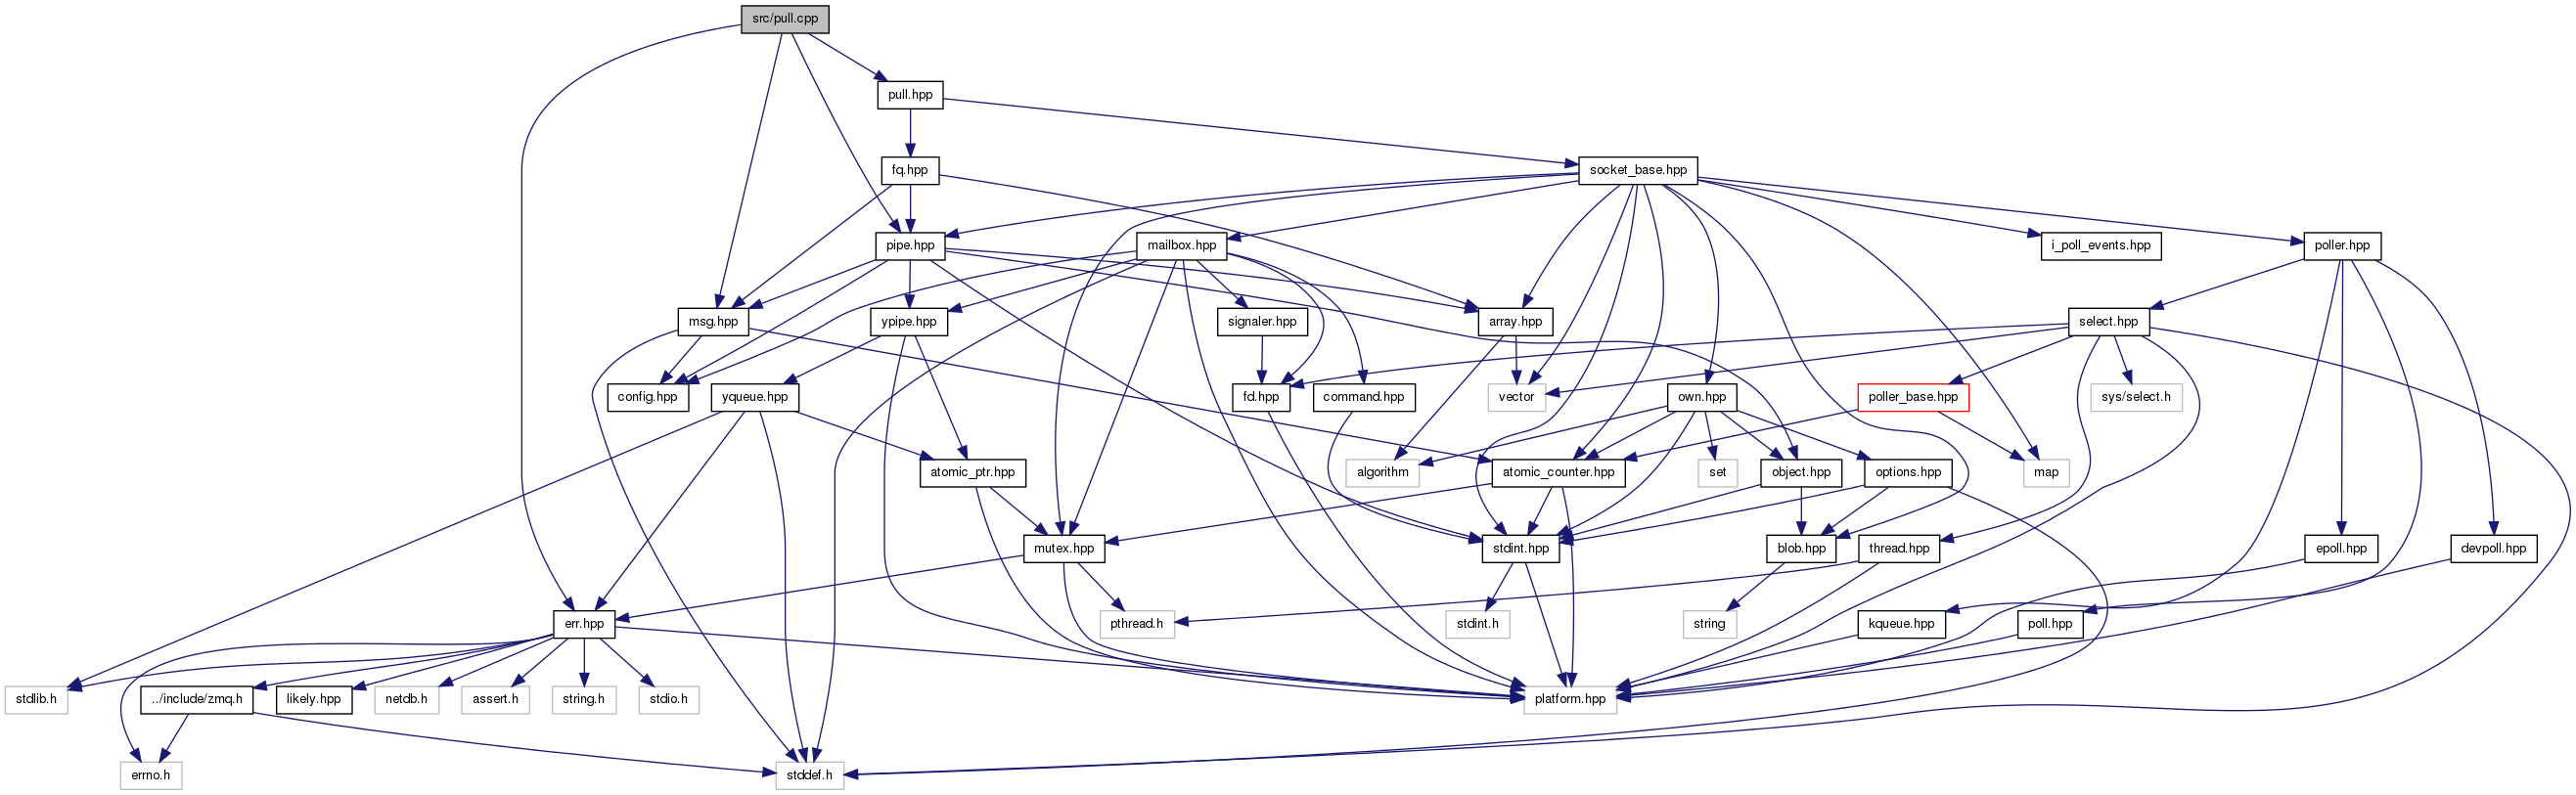 src/pull.cpp
pull.hpp
fq.hpp
socket_base.hpp
pipe.hpp
mailbox.hpp
i_poll_events.hpp
poller.hpp
msg.hpp
ypipe.hpp
signaler.hpp
array.hpp
select.hpp
config.hpp
yqueue.hpp
fd.hpp
command.hpp
vector
own.hpp
poller_base.hpp
sys/select.h
atomic_ptr.hpp
algorithm
atomic_counter.hpp
set
object.hpp
options.hpp
map
mutex.hpp
stdint.hpp
blob.hpp
thread.hpp
epoll.hpp
devpoll.hpp
err.hpp
pthread.h
stdint.h
string
kqueue.hpp
poll.hpp
stdlib.h
../include/zmq.h
likely.hpp
netdb.h
assert.h
string.h
stdio.h
platform.hpp
errno.h
stddef.h